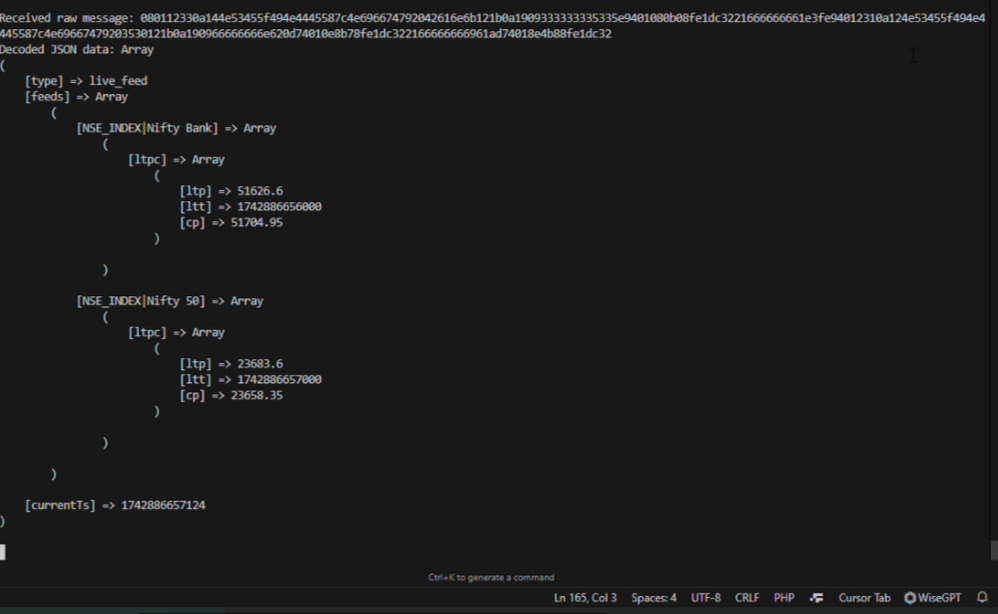 Received raw message: 080112330a144e53455f494e4445587c4e696674792042616e6b121b0a1909333333335335e9401080b08fe1dc3221666666661e3fe94012310a124e53455f494e4
445587c4e69667479203530121b0a190966666666e620d74010e8b78fe1dc322166666666961ad74018e4b88fe1dc32
Decoded JSON data: Array
(
    [type] => live_feed
    [feeds] => Array
        (
            [NSE_INDEX|Nifty Bank] => Array
                (
                    [ltpc] => Array
                        (
                            [ltp] => 51626.6
                            [ltt] => 1742886656000
                            [cp] => 51704.95
                        )

                )

            [NSE_INDEX|Nifty 50] => Array
                (
                    [ltpc] => Array
                        (
                            [ltp] => 23683.6
                            [ltt] => 1742886657000
                            [cp] => 23658.35
                        )

                )

        )

    [currentTs] => 1742886657124
)
Ctrl+K to generate a command
Ln 165, Col 3 Spaces: 4 UTF-8 CRLF PHP Cursor Tab WiseGPT